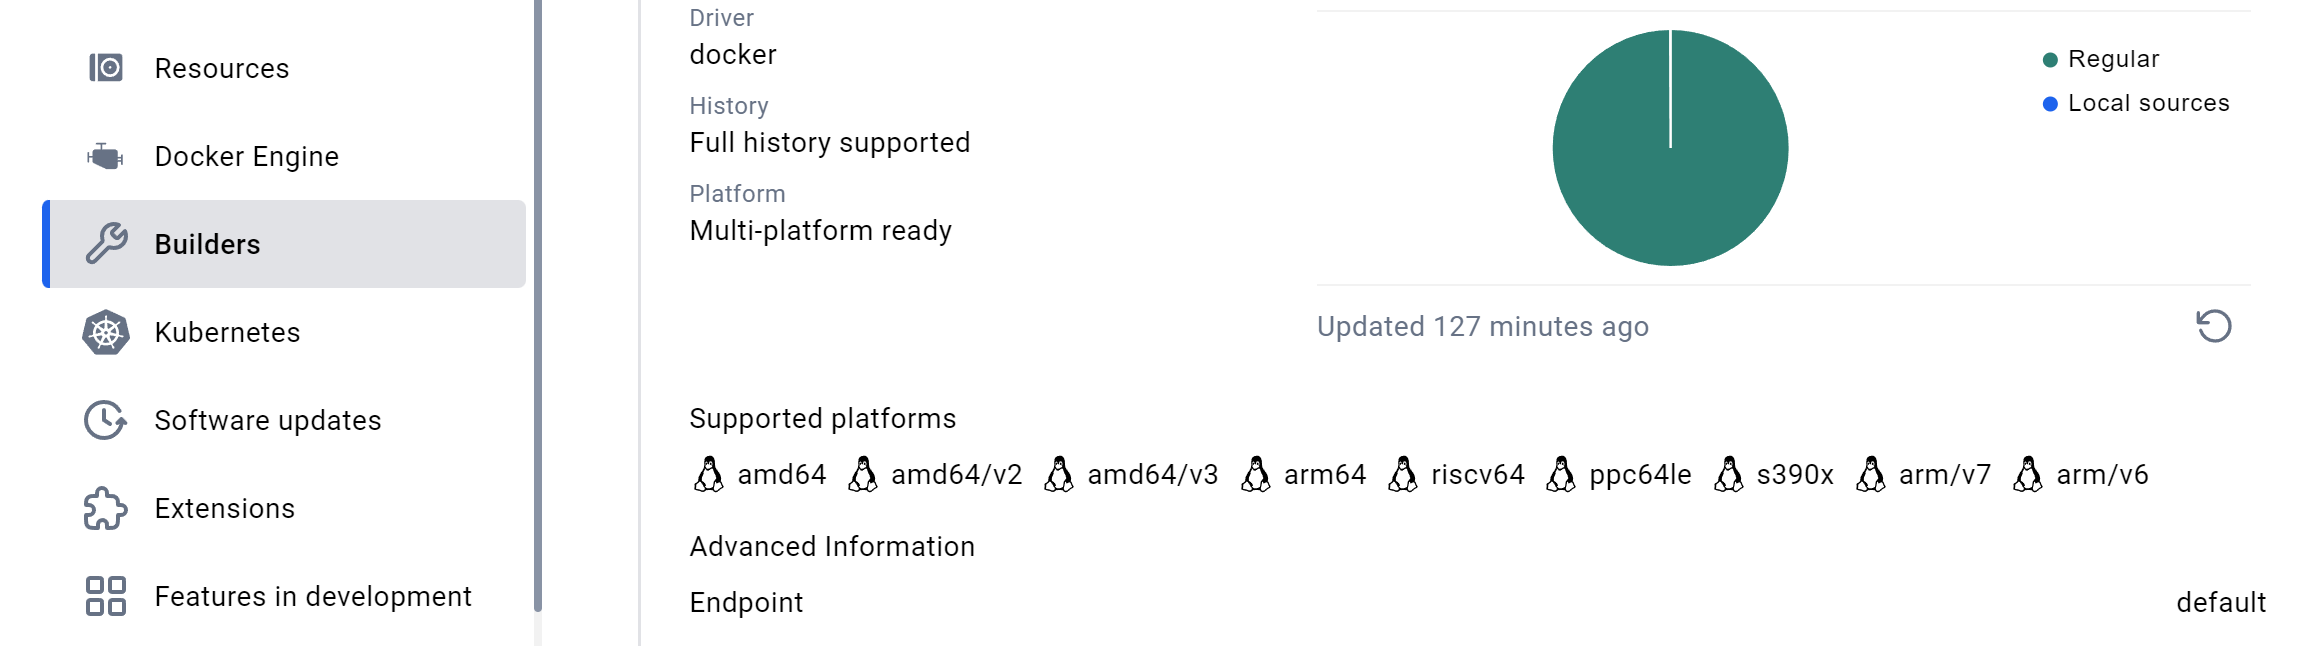 Resources
Docker Engine
Builders
Kubernetes
Software updates
Extensions
Features in development
Driver
docker
History
Full history supported
Platform
Multi-platform ready
Regular
Local sources
Updated 127 minutes ago
Supported platforms
amd64 amd64/v2 amd64/v3 arm64 riscv64 ppc64le s390x arm/v7 arm/v6
Advanced Information
Endpoint default